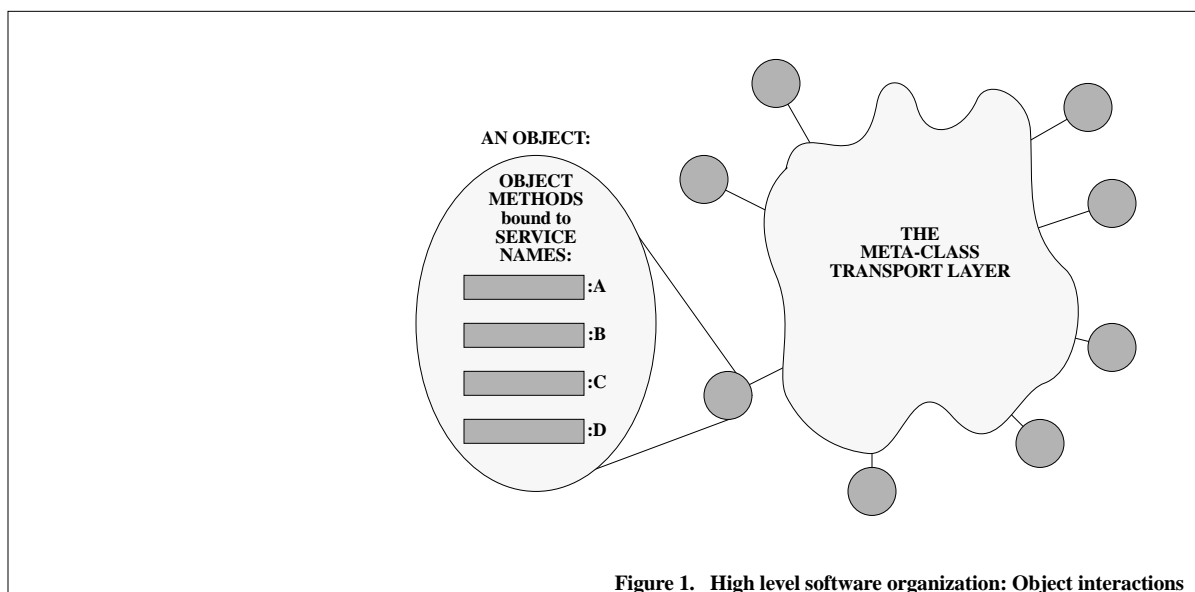 AN OBJECT:
OBJECT
METHODS
bound to
SERVICE
NAMES:
:A
:B
:C
:D
THE
META-CLASS
TRANSPORT LAYER
Figure 1. High level software organization: Object interactions